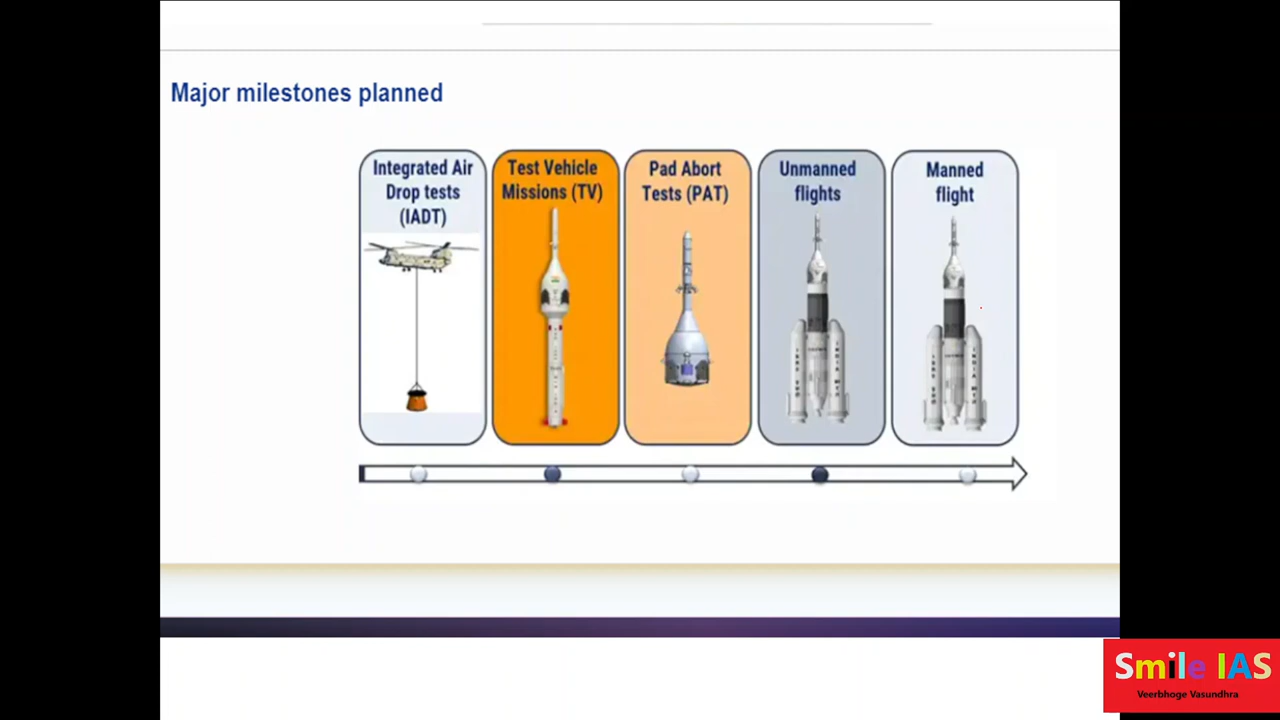 Major milestones planned
Integrated Air
Drop tests
(IADT)
Test Vehicle
Missions (TV)
Pad Abort
Tests (PAT)
Unmanned
flights
Manned
flight
Smile IAS
Veerbhoge Vasundhra